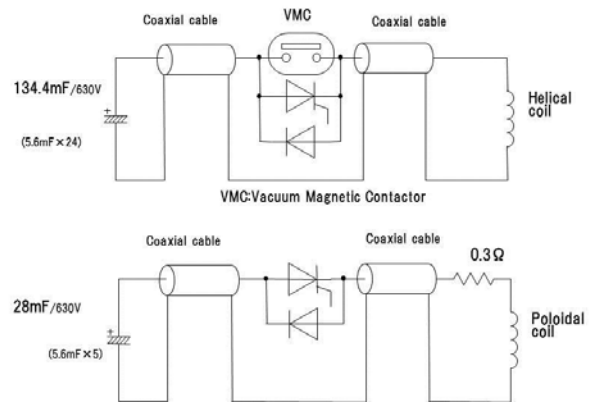 VMC
Coaxial cable
Coaxial cable
134.4mF/630V
+
(5.6mF×24)
Helical
coil
VMC:Vacuum Magnetic Contactor
Coaxial cable
Coaxial cable
0.3Ω
28mF/630V
+
(5.6mF×5)
Poloidal
coil